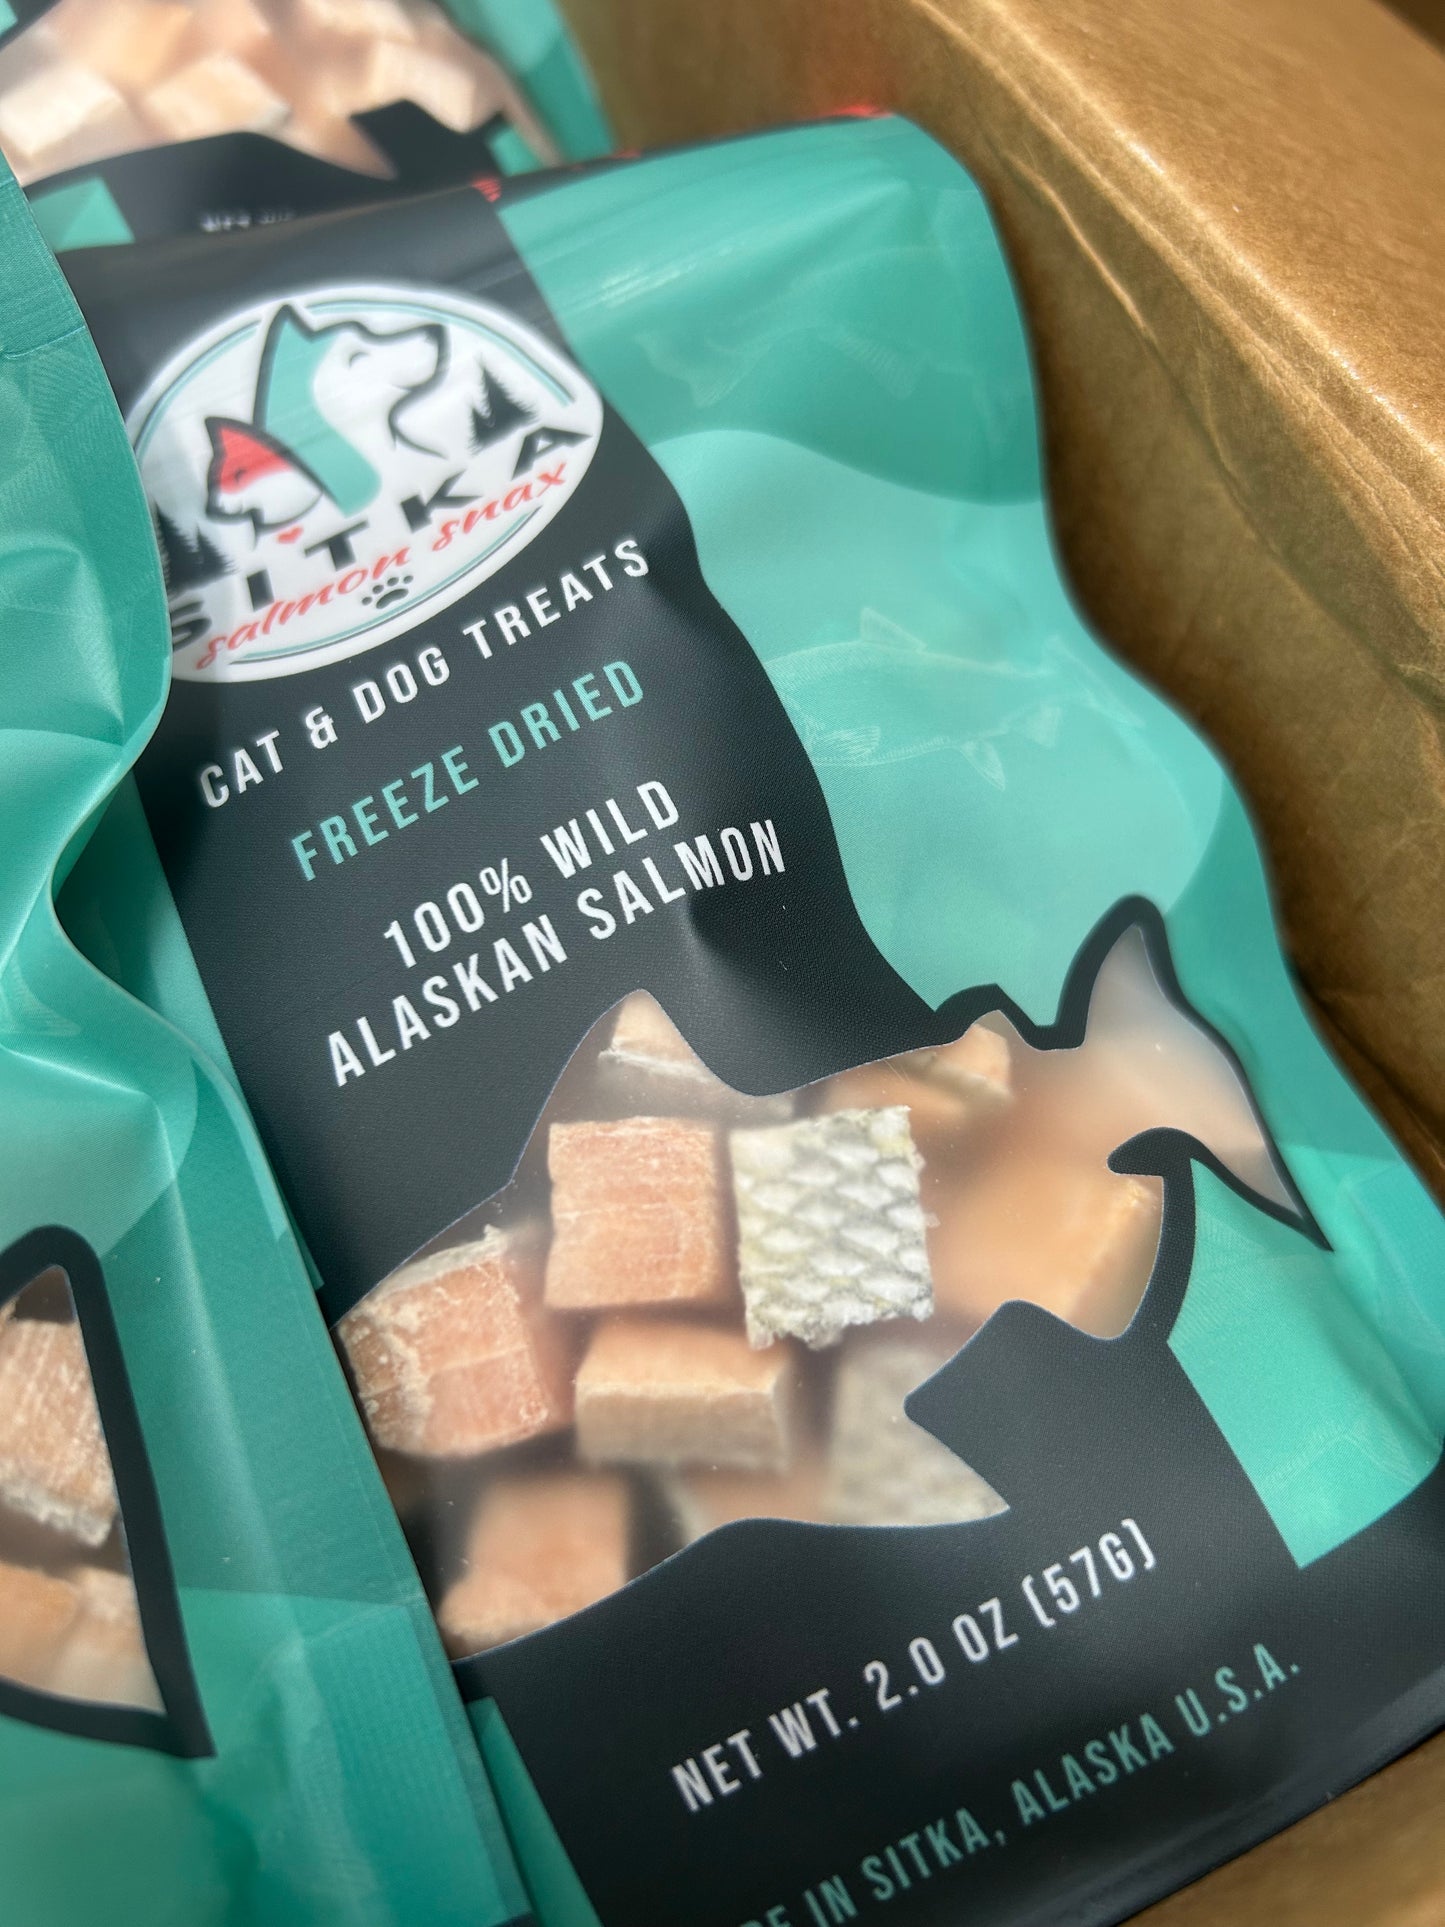 SITKA
salmon snax
CAT & DOG TREATS
FREEZE DRIED
100% WILD
ALASKAN SALMON
NET WT. 2.0 OZ (57G)
IN SITKA, ALASKA U.S.A.